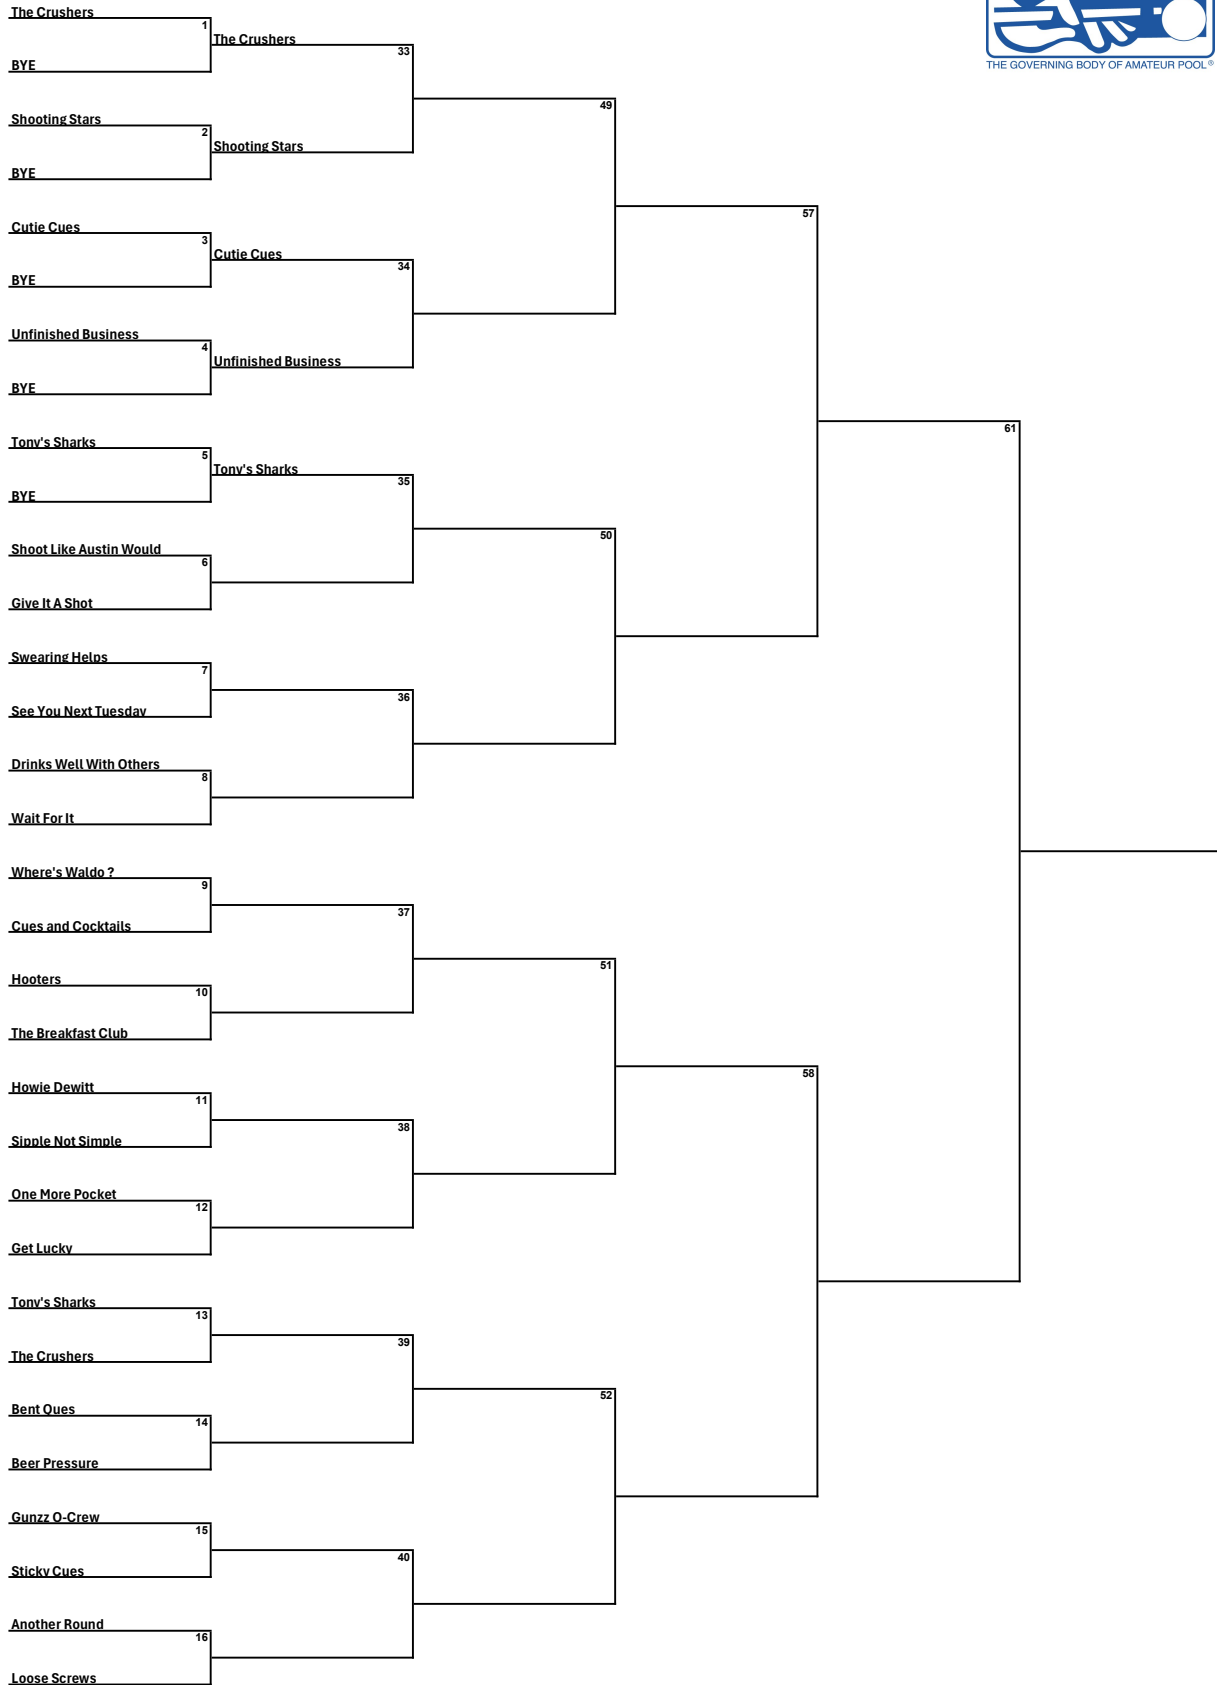 The Crushers
1
The Crushers
33
BYE
THE GOVERNING BODY OF AMATEUR POOL®
49
Shooting Stars
2
Shooting Stars
BYE
57
Cutie Cues
3
Cutie Cues
34
BYE
Unfinished Business
4
Unfinished Business
BYE
61
Tony's Sharks
5
Tony's Sharks
35
BYE
50
Shoot Like Austin Would
6
Give It A Shot
Swearing Helps
7
36
See You Next Tuesday
Drinks Well With Others
8
Wait For It
Where's Waldo ?
9
37
Cues and Cocktails
51
Hooters
10
The Breakfast Club
58
Howie Dewitt
11
38
Sipple Not Simple
One More Pocket
12
Get Lucky
Tony's Sharks
13
39
The Crushers
52
Bent Ques
14
Beer Pressure
Gunzz O-Crew
15
40
Sticky Cues
Another Round
16
Loose Screws